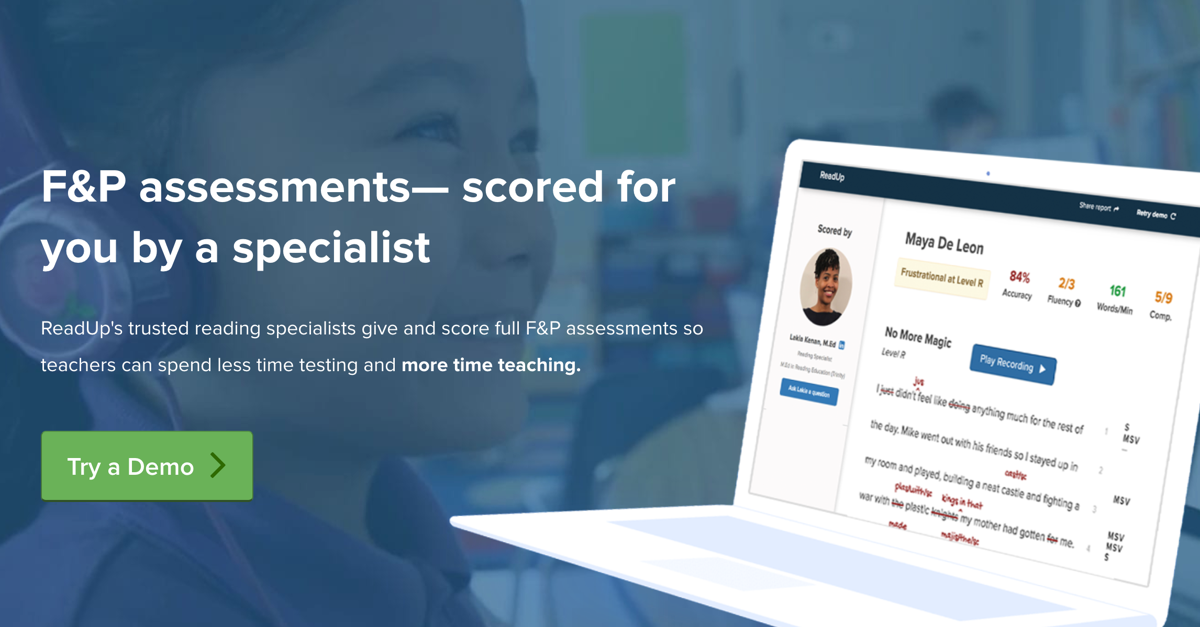 F&P assessments— scored for
you by a specialist
ReadUp's trusted reading specialists give and score full F&P assessments so
teachers can spend less time testing and more time teaching.
Try a Demo
ReadUp
Share report
Retry demo
Scored by
Lakia Kenan, M.Ed
Reading Specialist
M.Ed in Reading Education (Trinity)
Ask Lakia a question
Maya De Leon
Frustrational at Level R
84%
Accuracy
2/3
Fluency
161
Words/Min
5/9
Comp.
No More Magic
Level R
Play Recording
jus
I just didn't feel like doing anything much for the rest of
1
S
MSV
the day. Mike went out with his friends so I stayed up in
2
castl/sc
my room and played, building a neat castle and fighting a
3
MSV
kings in that
war with the plastic knights my mother had gotten for me.
4
MSV
MSV
S
made